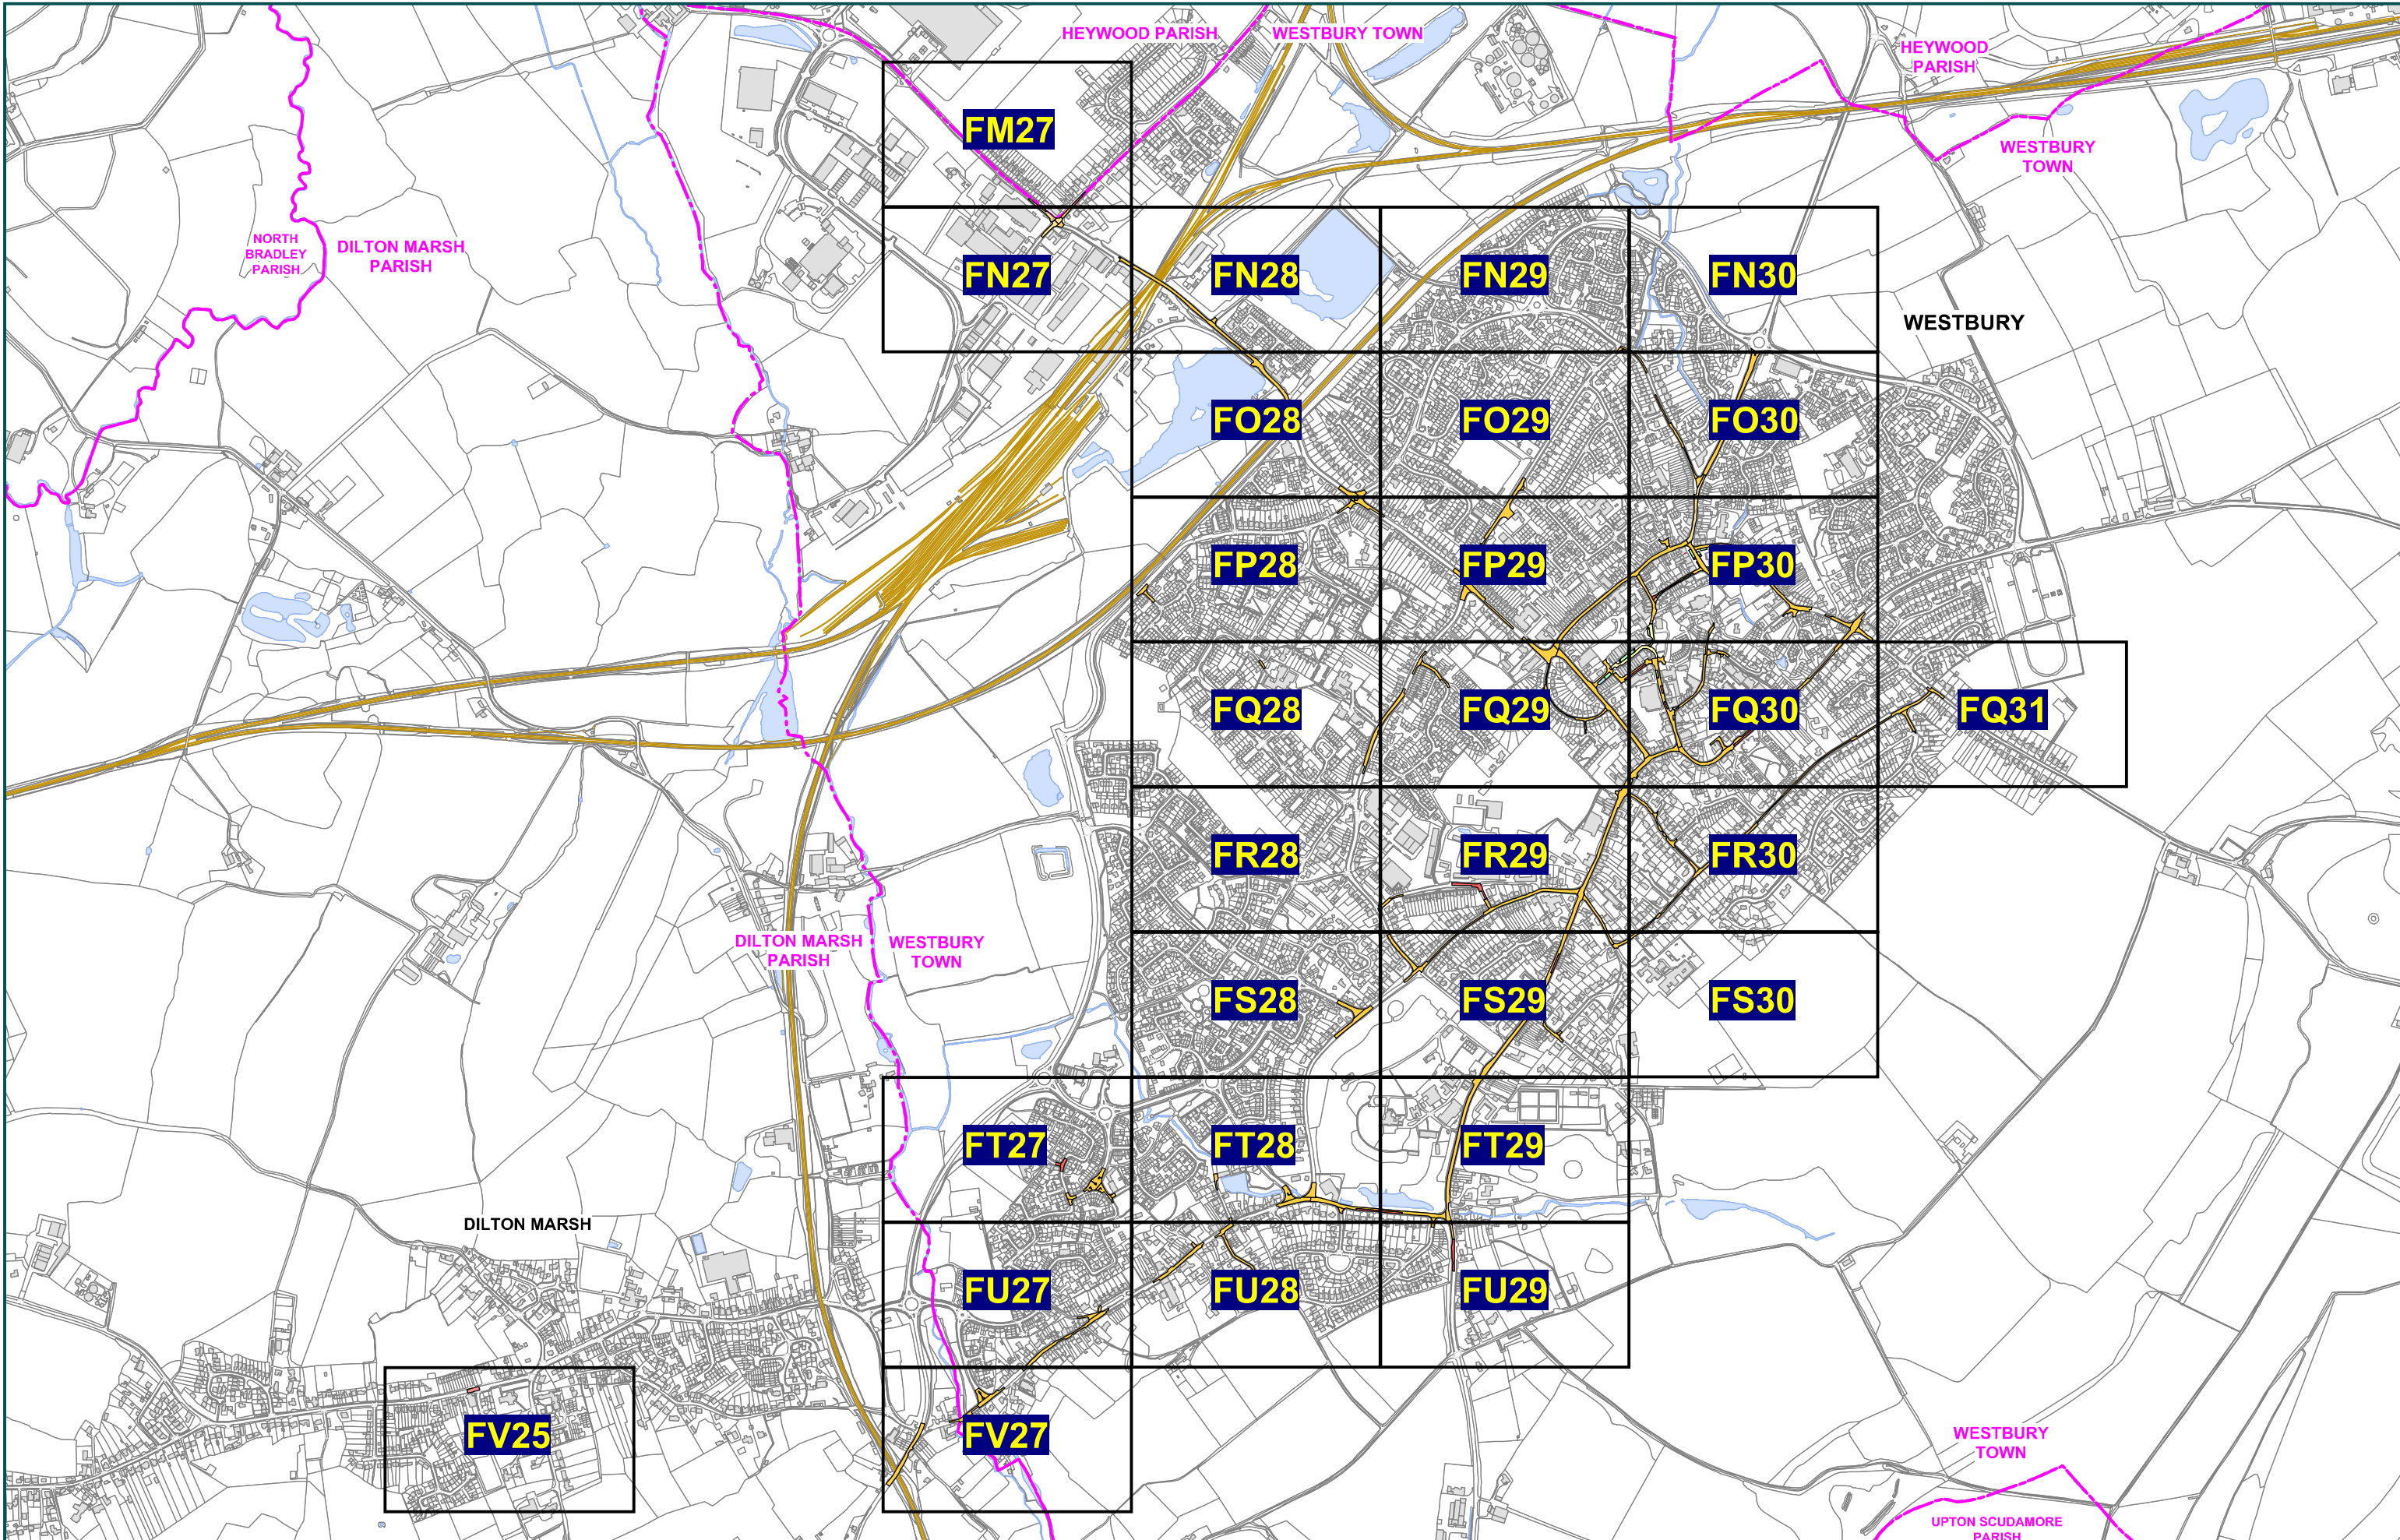 HEYWOOD PARISH
WESTBURY TOWN
HEYWOOD
PARISH
FM27
WESTBURY
TOWN
NORTH
BRADLEY
PARISH
DILTON MARSH
PARISH
FN27
FN28
FN29
FN30
WESTBURY
FO28
FO29
FO30
FP28
FP29
FP30
FQ28
FQ29
FQ30
FQ31
FR28
FR29
FR30
DILTON MARSH
PARISH
WESTBURY
TOWN
FS28
FS29
FS30
FT27
FT28
FT29
DILTON MARSH
FU27
FU28
FU29
FV25
FV27
WESTBURY
TOWN
UPTON SCUDAMORE
PARISH